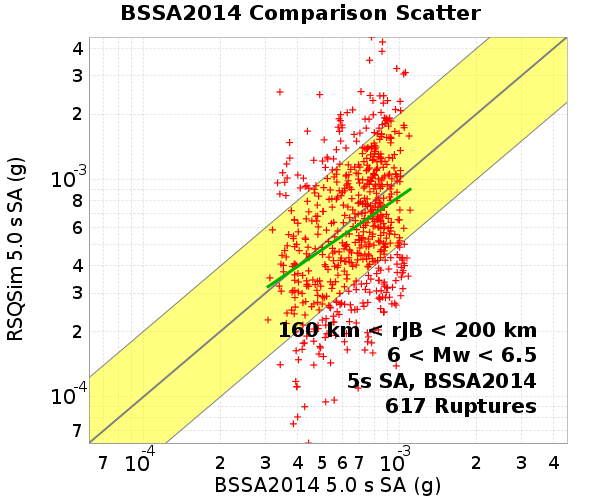 BSSA2014 Comparison Scatter
RSQSim 5.0 s SA (g)
4
3
2
10^-3
8
6
4
3
2
10^-4
7
160 km < rJB < 200 km
6 < Mw < 6.5
5s SA, BSSA2014
617 Ruptures
7 10^-4 2 3 4 5 6 7 10^-3 2 3 4
BSSA2014 5.0 s SA (g)